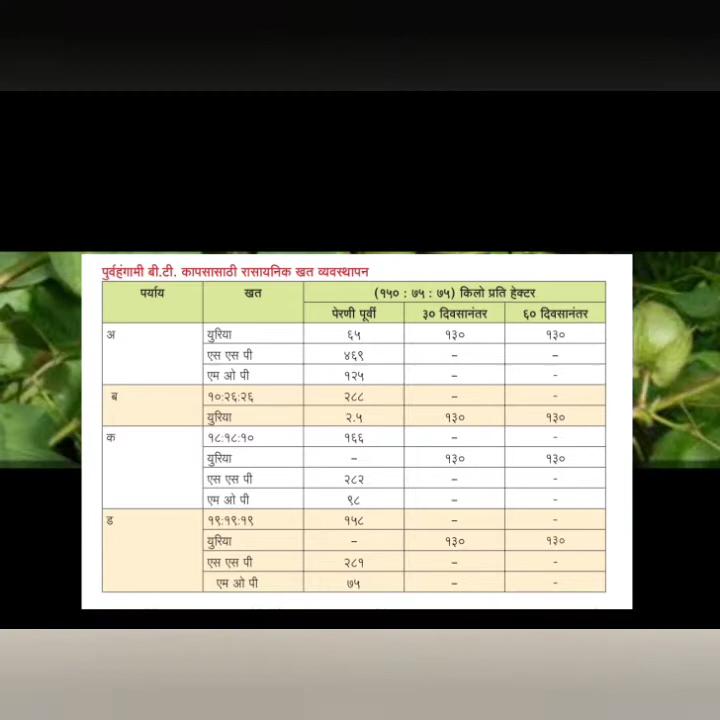 पुर्वहंगामी बी.टी. कापसासाठी रासायनिक खत व्यवस्थापन
पर्याय खत (१५० : ७५ : ७५) किलो प्रति हेक्टर
पेरणी पूर्वी ३० दिवसानंतर ६० दिवसानंतर
अ युरिया ६५ १३० १३०
एस एस पी ४६९ – –
एम ओ पी १२५ – -
ब १०:२६:२६ २८८ – -
युरिया २.५ १३० १३०
क १८:१८:१० १६६ – -
युरिया – १३० १३०
एस एस पी २८२ – -
एम ओ पी ९८ – -
ड १९:१९:१९ १५८ – -
युरिया – १३० १३०
एस एस पी २८१ – -
एम ओ पी ७५ – -